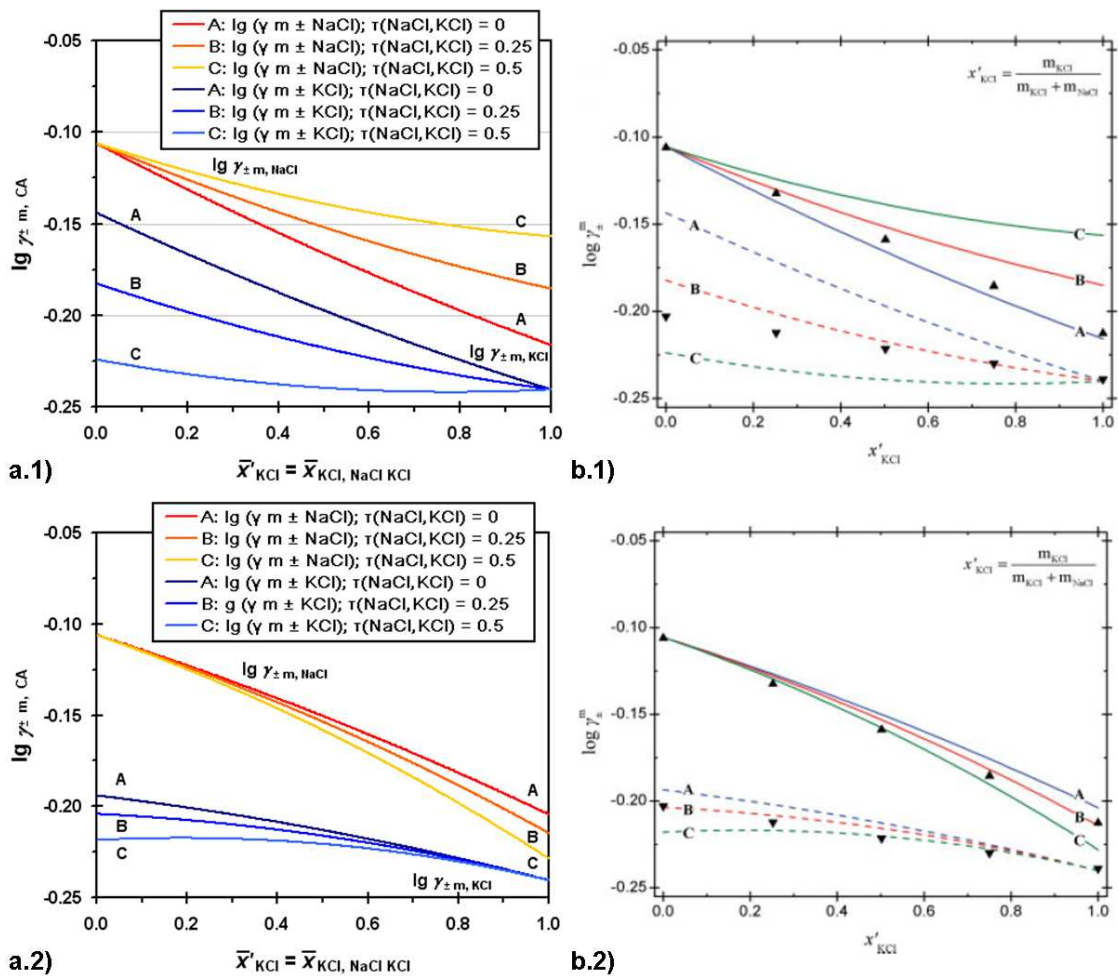 A: lg (γ m ± NaCl); τ(NaCl,KCl) = 0
B: lg (γ m ± NaCl); τ(NaCl,KCl) = 0.25
C: lg (γ m ± NaCl); τ(NaCl,KCl) = 0.5
A: lg (γ m ± KCl); τ(NaCl,KCl) = 0
B: lg (γ m ± KCl); τ(NaCl,KCl) = 0.25
C: lg (γ m ± KCl); τ(NaCl,KCl) = 0.5
-0.05
-0.10
-0.15
-0.20
-0.25
lg γ± m, CA
lg γ± m, NaCl
A
B
C
C
B
A
lg γ± m, KCl
0.0 0.2 0.4 0.6 0.8 1.0
a.1)
x̄'KCl = x̄KCl, NaCl KCl
-0.05
-0.10
-0.15
-0.20
-0.25
log γ±^m
x'KCl = mKCl / (mKCl + mNaCl)
A
B
C
C
B
A
0.0 0.2 0.4 0.6 0.8 1.0
b.1)
x'KCl
A: lg (γ m ± NaCl); τ(NaCl,KCl) = 0
B: lg (γ m ± NaCl); τ(NaCl,KCl) = 0.25
C: lg (γ m ± NaCl); τ(NaCl,KCl) = 0.5
A: lg (γ m ± KCl); τ(NaCl,KCl) = 0
B: g (γ m ± KCl); τ(NaCl,KCl) = 0.25
C: lg (γ m ± KCl); τ(NaCl,KCl) = 0.5
-0.05
-0.10
-0.15
-0.20
-0.25
lg γ± m, CA
lg γ± m, NaCl
A
B
C
A
B
C
lg γ± m, KCl
0.0 0.2 0.4 0.6 0.8 1.0
a.2)
x̄'KCl = x̄KCl, NaCl KCl
-0.05
-0.10
-0.15
-0.20
-0.25
log γ±^m
x'KCl = mKCl / (mKCl + mNaCl)
A
B
C
A
B
C
0.0 0.2 0.4 0.6 0.8 1.0
b.2)
x'KCl